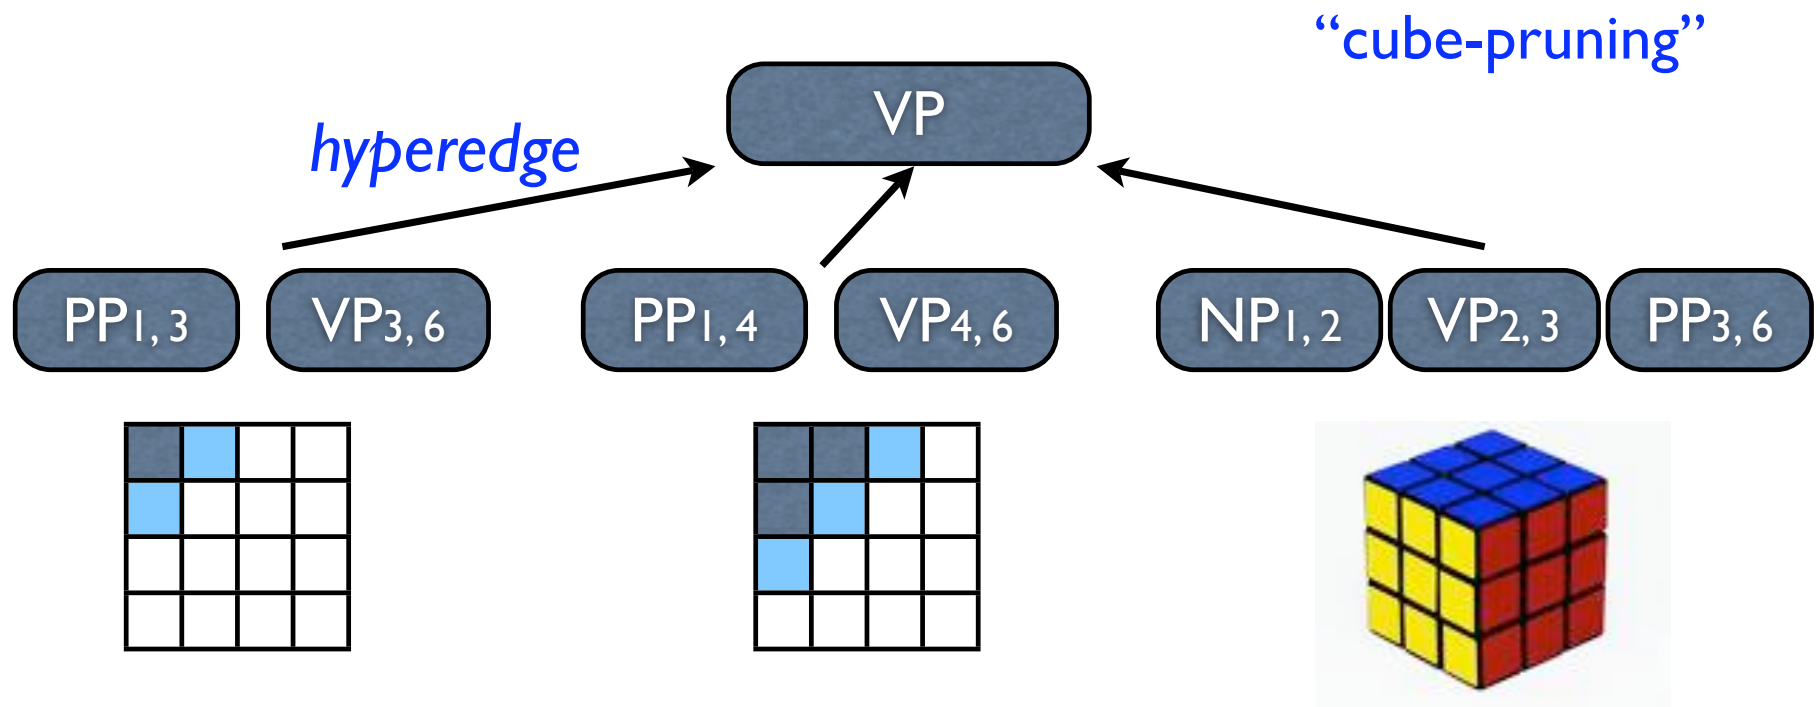 “cube-pruning”
VP
hyperedge
PP1, 3 VP3, 6 PP1, 4 VP4, 6 NP1, 2 VP2, 3 PP3, 6